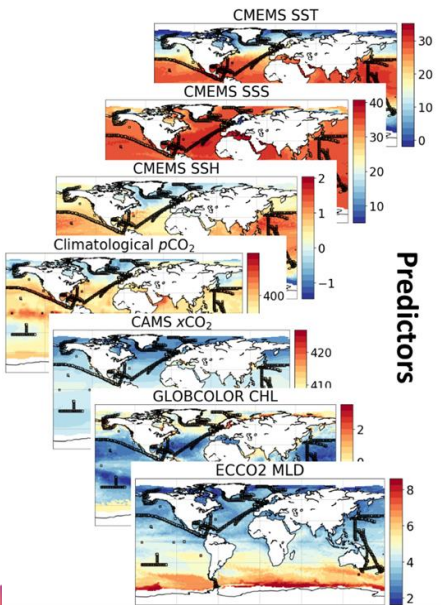 CMEMS SST
30
20
10
0
CMEMS SSS
40
30
20
10
CMEMS SSH
2
1
0
−1
Climatological pCO₂
400
CAMS xCO₂
420
410
GLOBCOLOR CHL
2
ECCO2 MLD
8
6
4
2
Predictors